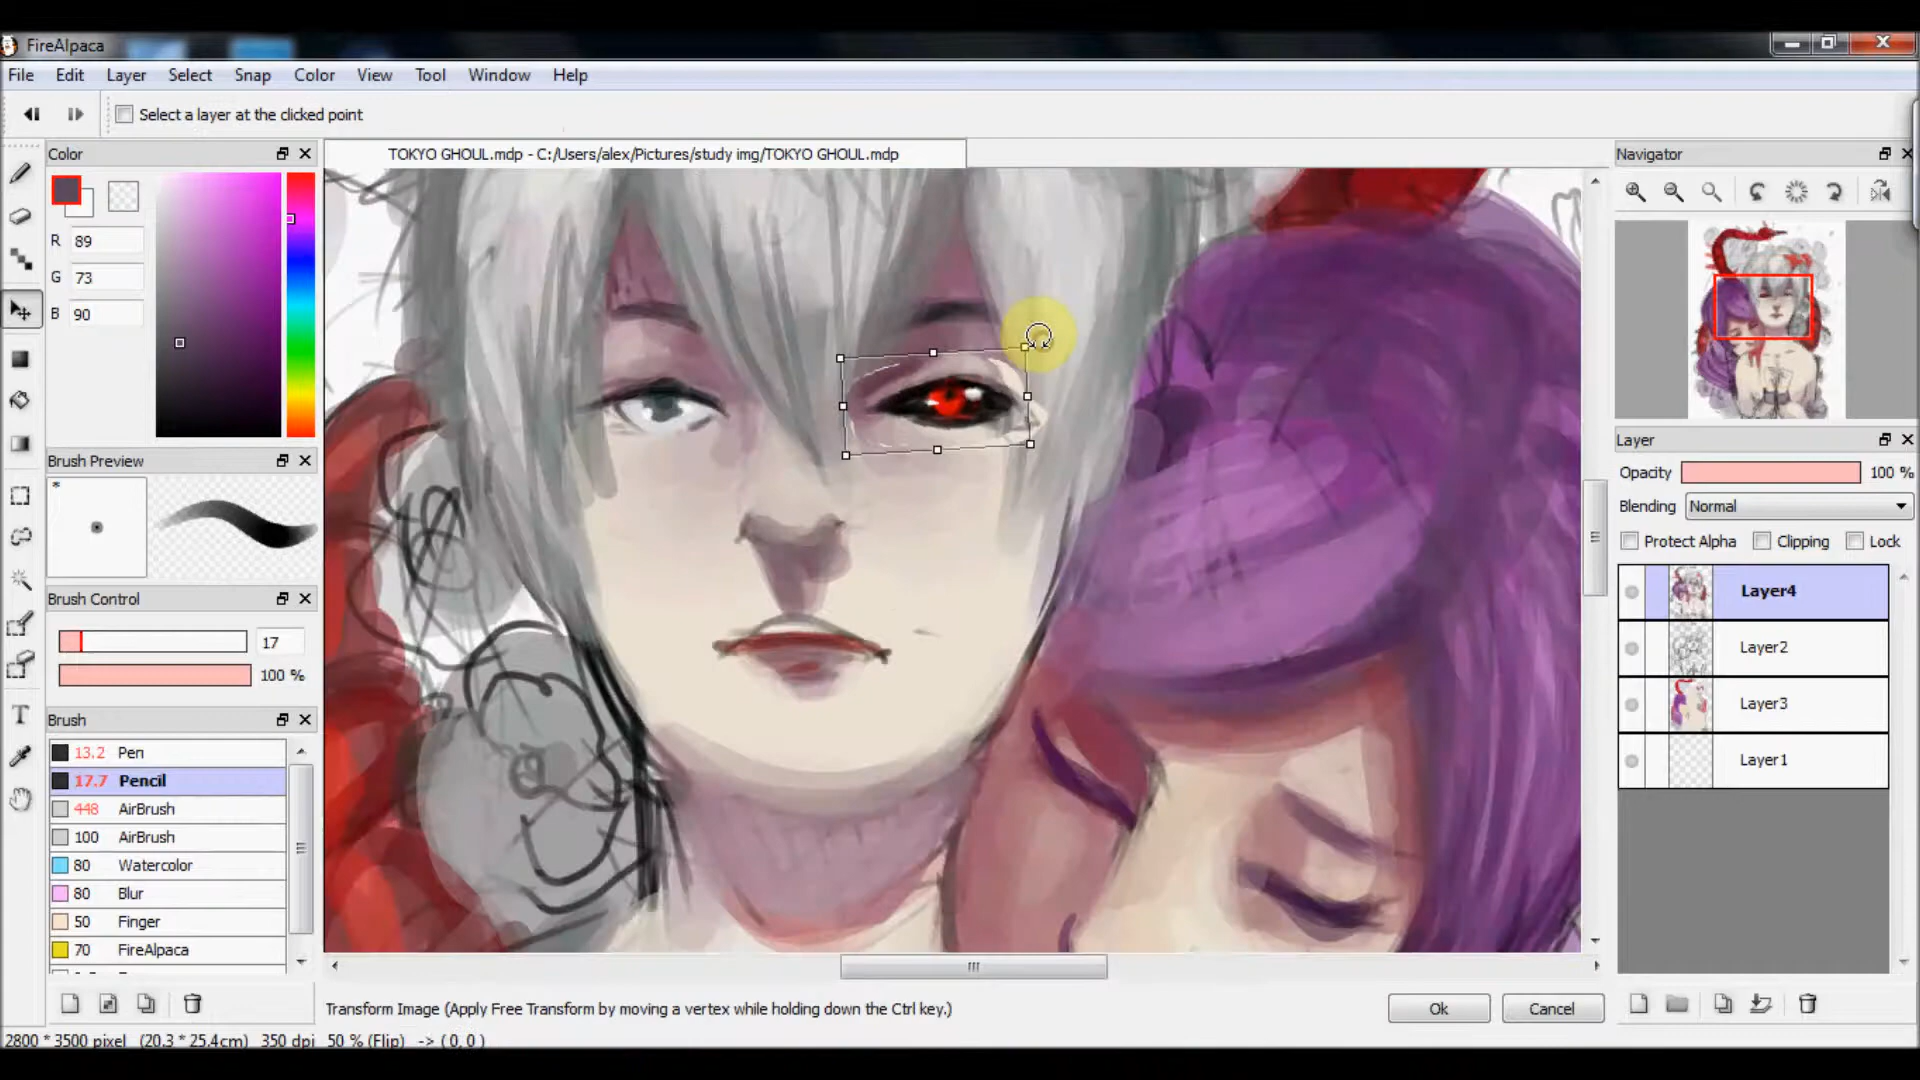 FireAlpaca
File Edit Layer Select Snap Color View Tool Window Help
Select a layer at the clicked point
Color
R 89
G 73
B 90
Brush Preview
*
Brush Control
17
100 %
Brush
13.2 Pen
17.7 Pencil
448 AirBrush
100 AirBrush
80 Watercolor
80 Blur
50 Finger
70 FireAlpaca
TOKYO GHOUL.mdp - C:/Users/alex/Pictures/study img/TOKYO GHOUL.mdp
Transform Image (Apply Free Transform by moving a vertex while holding down the Ctrl key.)
Ok Cancel
Navigator
Layer
Opacity 100 %
Blending Normal
Protect Alpha Clipping Lock
Layer4
Layer2
Layer3
Layer1
2800 * 3500 pixel (20.3 * 25.4cm) 350 dpi 50 % (Flip) -> ( 0, 0 )